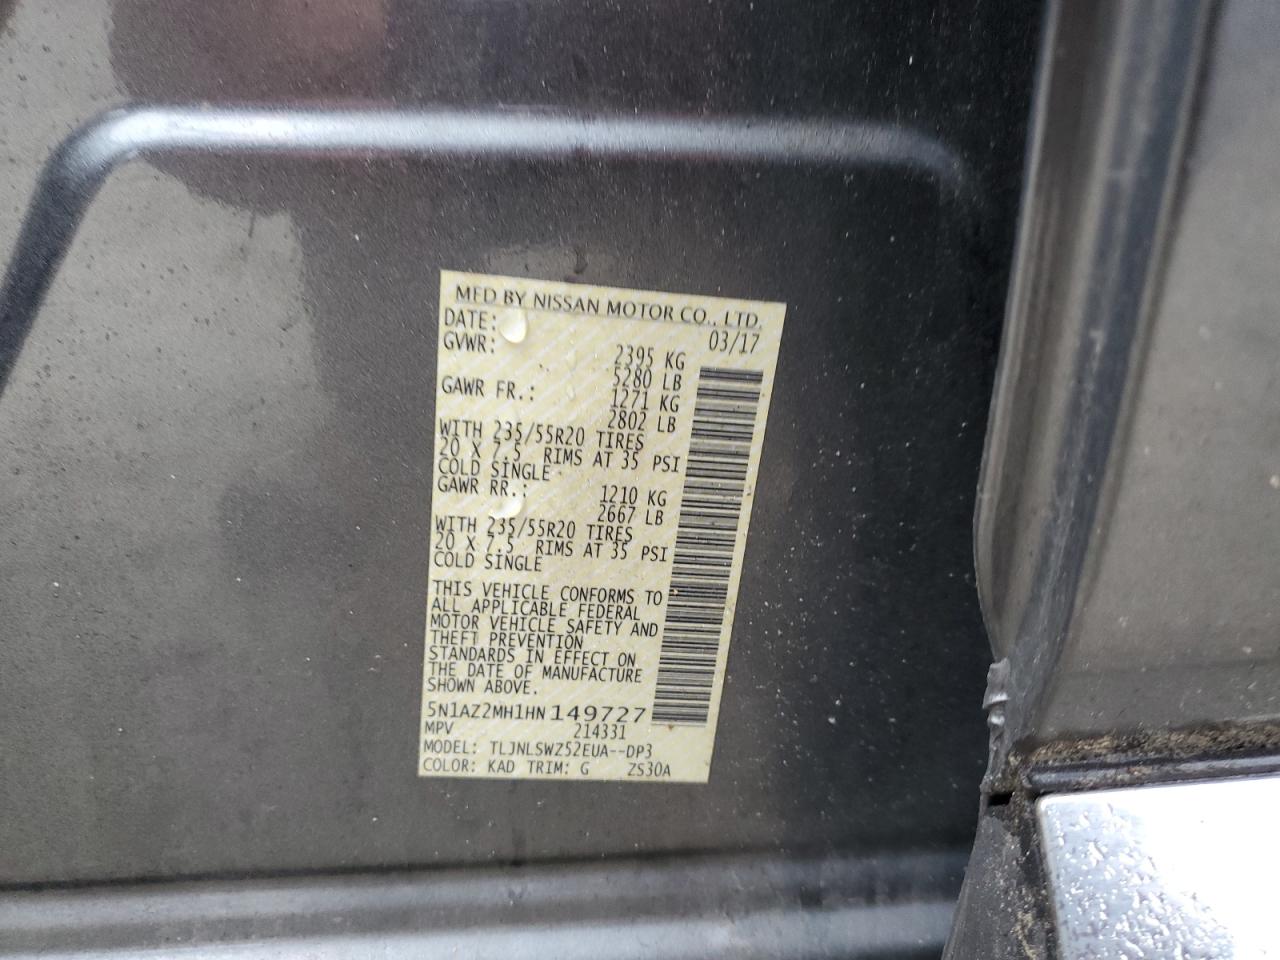 MFD BY NISSAN MOTOR CO., LTD.
DATE: 03/17
GVWR: 2395 KG
5280 LB
GAWR FR.: 1271 KG
2802 LB
WITH 235/55R20 TIRES
20 X 7.5 RIMS AT 35 PSI
COLD SINGLE
GAWR RR.: 1210 KG
2667 LB
WITH 235/55R20 TIRES
20 X 7.5 RIMS AT 35 PSI
COLD SINGLE
THIS VEHICLE CONFORMS TO
ALL APPLICABLE FEDERAL
MOTOR VEHICLE SAFETY AND
THEFT PREVENTION
STANDARDS IN EFFECT ON
THE DATE OF MANUFACTURE
SHOWN ABOVE.
5N1AZ2MH1HN149727
MPV 214331
MODEL: TLJNLSWZ52EUA--DP3
COLOR: KAD TRIM: G ZS30A